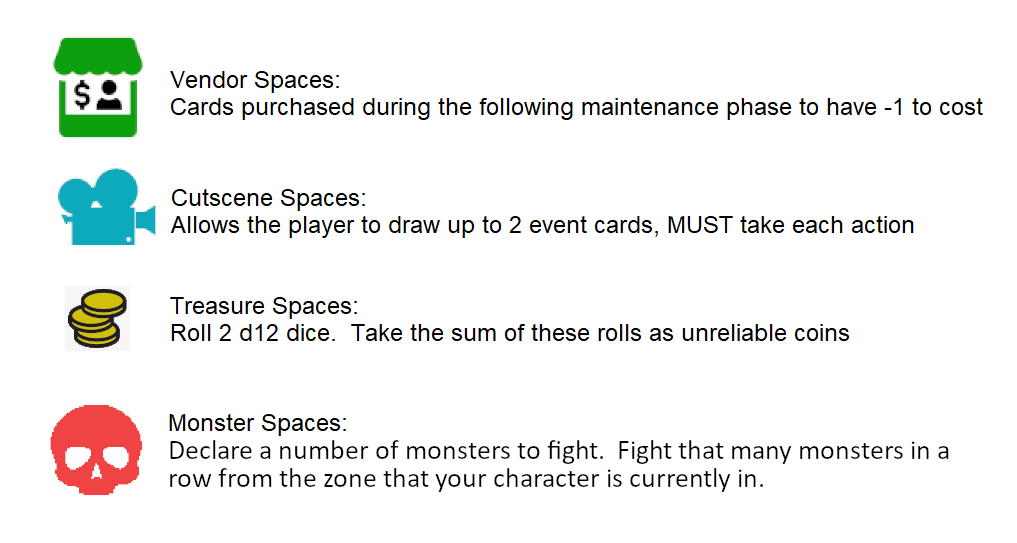 $
Vendor Spaces:
Cards purchased during the following maintenance phase to have -1 to cost
Cutscene Spaces:
Allows the player to draw up to 2 event cards, MUST take each action
Treasure Spaces:
Roll 2 d12 dice.  Take the sum of these rolls as unreliable coins
Monster Spaces:
Declare a number of monsters to fight.  Fight that many monsters in a
row from the zone that your character is currently in.